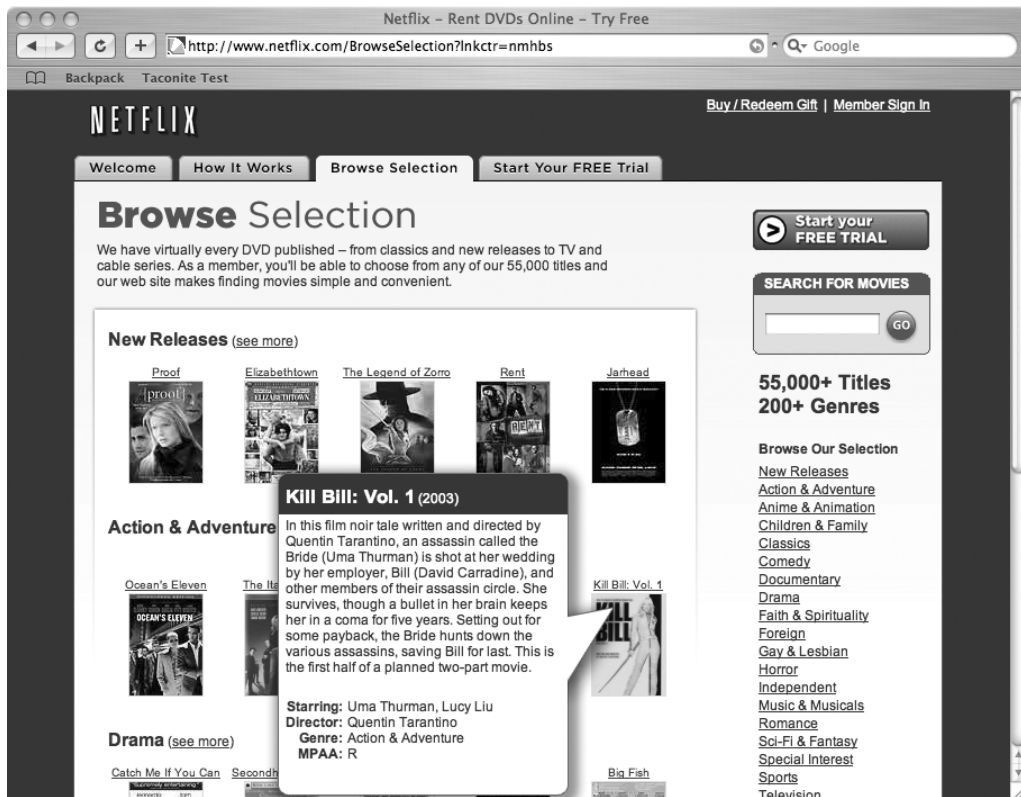 Netflix – Rent DVDs Online – Try Free
http://www.netflix.com/BrowseSelection?lnkctr=nmhbs
Google
Backpack Taconite Test
NETFLIX
Buy / Redeem Gift | Member Sign In
Welcome How It Works Browse Selection Start Your FREE Trial
Browse Selection
We have virtually every DVD published – from classics and new releases to TV and
cable series. As a member, you'll be able to choose from any of our 55,000 titles and
our web site makes finding movies simple and convenient.
Start your
FREE TRIAL
SEARCH FOR MOVIES
GO
New Releases (see more)
Proof Elizabethtown The Legend of Zorro Rent Jarhead
[proof]
ELIZABETHTOWN
RENT
Kill Bill: Vol. 1 (2003)
In this film noir tale written and directed by
Quentin Tarantino, an assassin called the
Bride (Uma Thurman) is shot at her wedding
by her employer, Bill (David Carradine), and
other members of their assassin circle. She
survives, though a bullet in her brain keeps
her in a coma for five years. Setting out for
some payback, the Bride hunts down the
various assassins, saving Bill for last. This is
the first half of a planned two-part movie.
Starring: Uma Thurman, Lucy Liu
Director: Quentin Tarantino
Genre: Action & Adventure
MPAA: R
Action & Adventure
Ocean's Eleven The Ita Kill Bill: Vol. 1
OCEAN'S ELEVEN
KILL
BILL
Drama (see more)
Catch Me If You Can Secondh Big Fish
55,000+ Titles
200+ Genres
Browse Our Selection
New Releases
Action & Adventure
Anime & Animation
Children & Family
Classics
Comedy
Documentary
Drama
Faith & Spirituality
Foreign
Gay & Lesbian
Horror
Independent
Music & Musicals
Romance
Sci-Fi & Fantasy
Special Interest
Sports
Television